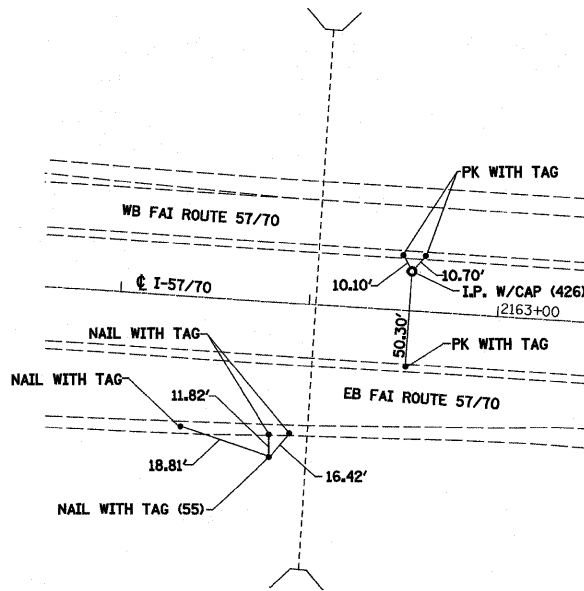 PK WITH TAG
WB FAI ROUTE 57/70
10.10'
10.70'
I.P. W/CAP (426)
℄ I-57/70
2163+00
50.30'
NAIL WITH TAG
PK WITH TAG
NAIL WITH TAG
11.82'
EB FAI ROUTE 57/70
18.81'
16.42'
NAIL WITH TAG (55)